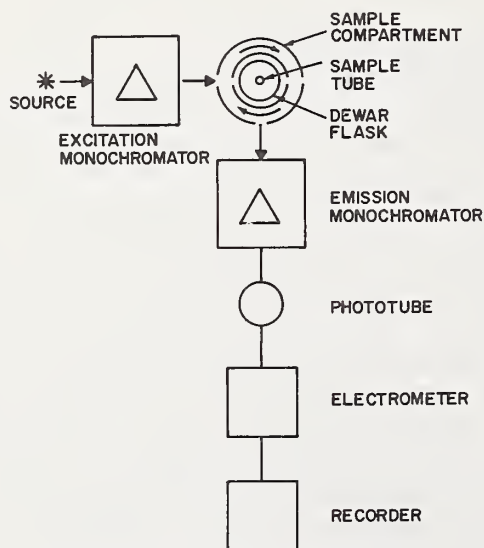 SAMPLE
COMPARTMENT
SAMPLE
TUBE
SOURCE
DEWAR
FLASK
EXCITATION
MONOCHROMATOR
EMISSION
MONOCHROMATOR
PHOTOTUBE
ELECTROMETER
RECORDER